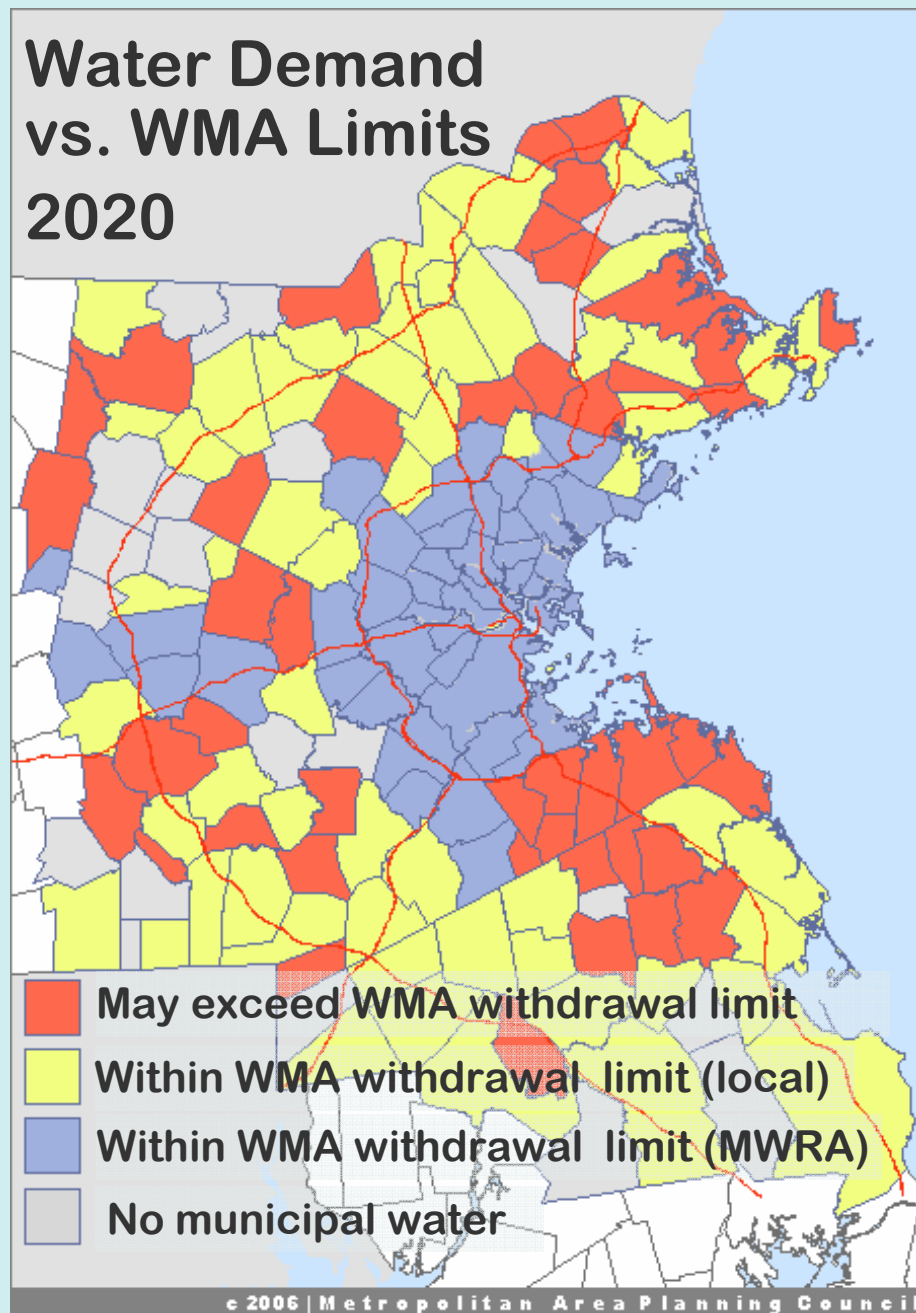 Water Demand
vs. WMA Limits
2020
May exceed WMA withdrawal limit
Within WMA withdrawal limit (local)
Within WMA withdrawal limit (MWRA)
No municipal water
c 2006 | Metropolitan Area Planning Council